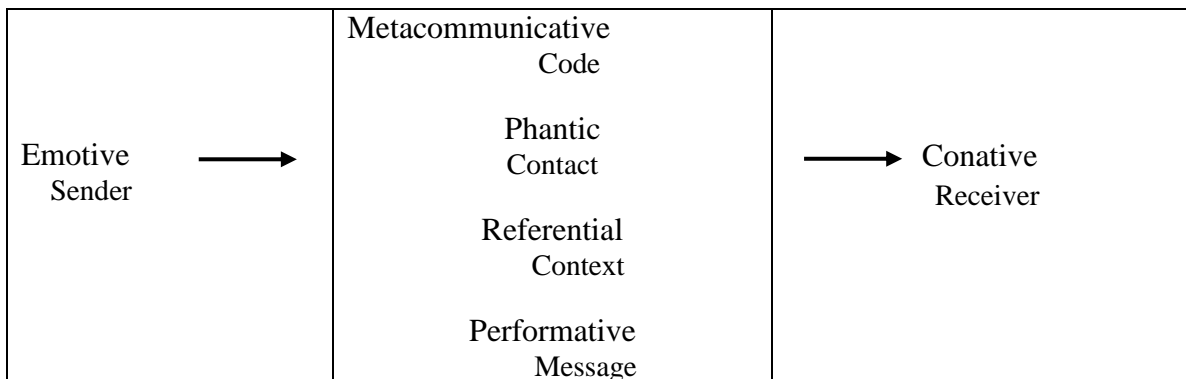 Metacommunicative
Code
Phantic
Contact
Emotive
Sender
Conative
Receiver
Referential
Context
Performative
Message